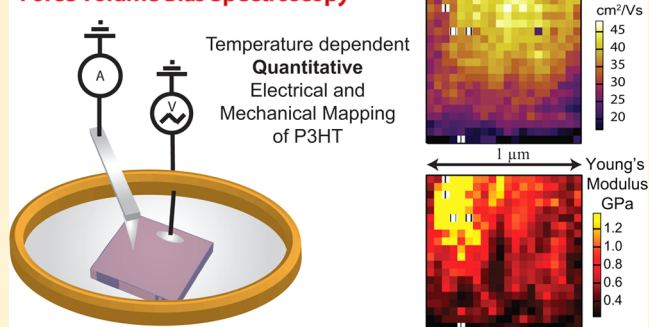 Force Volume Bias Spectroscopy
A
V
Temperature dependent
Quantitative
Electrical and
Mechanical Mapping
of P3HT
cm²/Vs
45
40
35
30
25
20
1 µm
Young's
Modulus
GPa
1.2
1.0
0.8
0.6
0.4